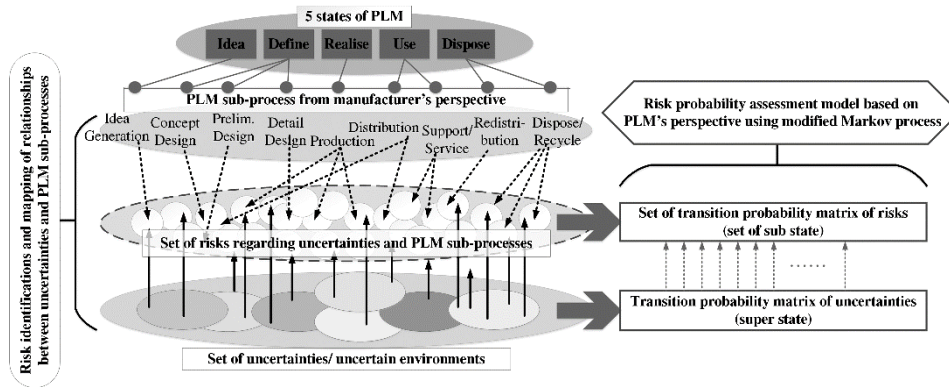 5 states of PLM
Idea Define Realise Use Dispose
PLM sub-process from manufacturer's perspective
Idea
Generation
Concept
Design
Prelim.
Design
Detail
Design
Production
Distribution
Support/
Service
Redistri-
bution
Dispose/
Recycle
Set of risks regarding uncertainties and PLM sub-processes
Set of uncertainties/ uncertain environments
Risk identifications and mapping of relationships
between uncertainties and PLM sub-processes
Risk probability assessment model based on
PLM's perspective using modified Markov process
Set of transition probability matrix of risks
(set of sub state)
......
Transition probability matrix of uncertainties
(super state)